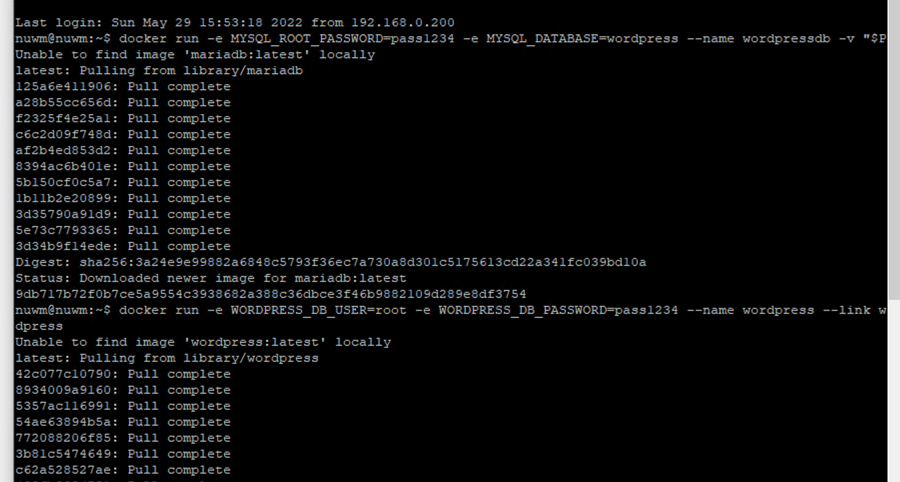 Last login: Sun May 29 15:53:18 2022 from 192.168.0.200
nuwm@nuwm:~$ docker run -e MYSQL_ROOT_PASSWORD=pass1234 -e MYSQL_DATABASE=wordpress --name wordpressdb -v "$P
Unable to find image 'mariadb:latest' locally
latest: Pulling from library/mariadb
125a6e411906: Pull complete
a28b55cc656d: Pull complete
f2325f4e25a1: Pull complete
c6c2d09f748d: Pull complete
af2b4ed853d2: Pull complete
8394ac6b401e: Pull complete
5b150cf0c5a7: Pull complete
1b11b2e20899: Pull complete
3d35790a91d9: Pull complete
5e73c7793365: Pull complete
3d34b9f14ede: Pull complete
Digest: sha256:3a24e9e99882a6848c5793f36ec7a730a8d301c5175613cd22a341fc039bd10a
Status: Downloaded newer image for mariadb:latest
9db717b72f0b7ce5a9554c3938682a388c36dbce3f46b9882109d289e8df3754
nuwm@nuwm:~$ docker run -e WORDPRESS_DB_USER=root -e WORDPRESS_DB_PASSWORD=pass1234 --name wordpress --link w
dpress
Unable to find image 'wordpress:latest' locally
latest: Pulling from library/wordpress
42c077c10790: Pull complete
8934009a9160: Pull complete
5357ac116991: Pull complete
54ae63894b5a: Pull complete
772088206f85: Pull complete
3b81c5474649: Pull complete
c62a528527ae: Pull complete